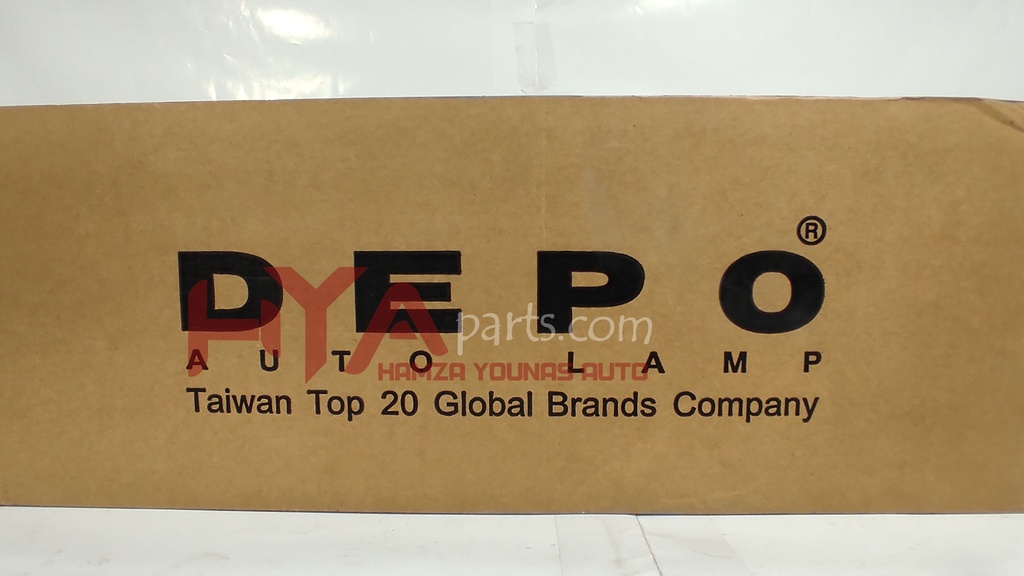 DEPO®
AUTO LAMP
Taiwan Top 20 Global Brands Company
HYAparts.com
HAMZA YOUNAS AUTO